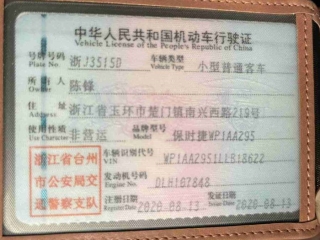 中华人民共和国机动车行驶证
Vehicle License of the People's Republic of China
号牌号码 浙J3515D 车辆类型 小型普通客车
Plate No. Vehicle Type
所有人 陈锋
Owner
住址 浙江省玉环市楚门镇南兴西路219号
Address
使用性质 非营运 品牌型号 保时捷WP1AA295
Use Character Model
浙江省台州 车辆识别代号 WP1AA2951LLB18622
VIN
市公安局交 发动机号码 DLH107848
Engine No.
通警察支队 注册日期 2020-08-13 发证日期 2020-08-13
Register Date Issue Date